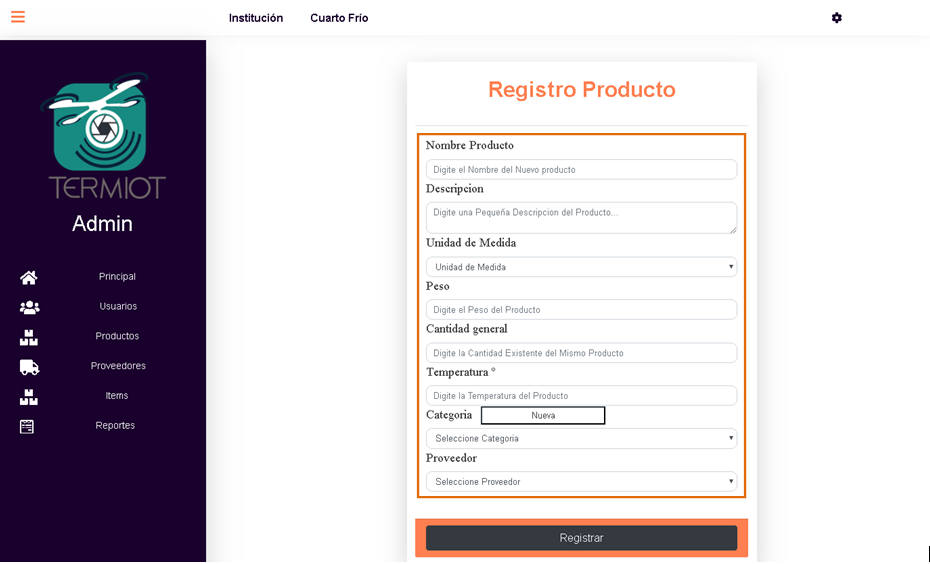 Institución Cuarto Frío
TERMIOT
Admin
Principal
Usuarios
Productos
Proveedores
Items
Reportes
Registro Producto
Nombre Producto
Digite el Nombre del Nuevo producto
Descripcion
Digite una Pequeña Descripcion del Producto...
Unidad de Medida
Unidad de Medida
Peso
Digite el Peso del Producto
Cantidad general
Digite la Cantidad Existente del Mismo Producto
Temperatura °
Digite la Temperatura del Producto
Categoria Nueva
Seleccione Categoria
Proveedor
Seleccione Proveedor
Registrar